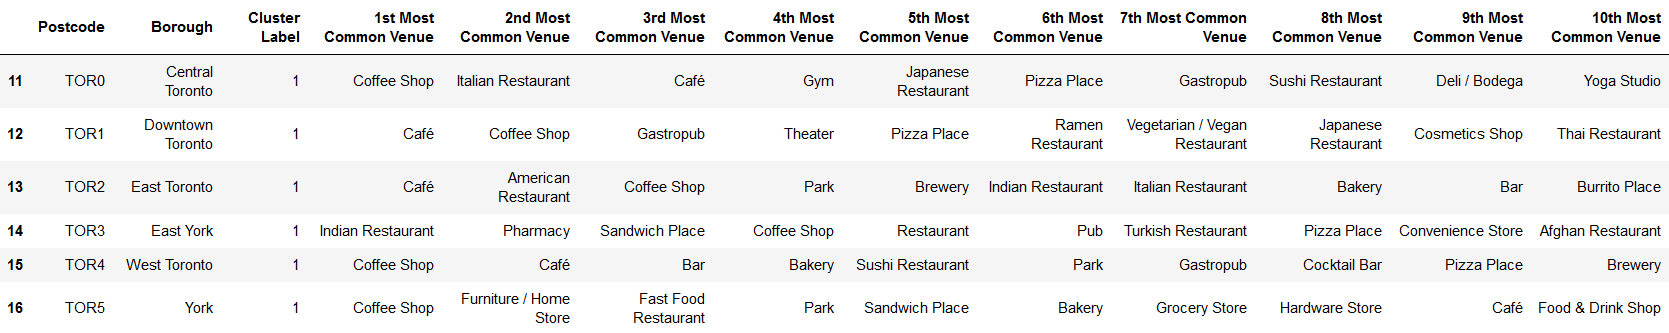 Postcode Borough Cluster Label 1st Most Common Venue 2nd Most Common Venue 3rd Most Common Venue 4th Most Common Venue 5th Most Common Venue 6th Most Common Venue 7th Most Common Venue 8th Most Common Venue 9th Most Common Venue 10th Most Common Venue
11 TOR0 Central Toronto 1 Coffee Shop Italian Restaurant Café Gym Japanese Restaurant Pizza Place Gastropub Sushi Restaurant Deli / Bodega Yoga Studio
12 TOR1 Downtown Toronto 1 Café Coffee Shop Gastropub Theater Pizza Place Ramen Restaurant Vegetarian / Vegan Restaurant Japanese Restaurant Cosmetics Shop Thai Restaurant
13 TOR2 East Toronto 1 Café American Restaurant Coffee Shop Park Brewery Indian Restaurant Italian Restaurant Bakery Bar Burrito Place
14 TOR3 East York 1 Indian Restaurant Pharmacy Sandwich Place Coffee Shop Restaurant Pub Turkish Restaurant Pizza Place Convenience Store Afghan Restaurant
15 TOR4 West Toronto 1 Coffee Shop Café Bar Bakery Sushi Restaurant Park Gastropub Cocktail Bar Pizza Place Brewery
16 TOR5 York 1 Coffee Shop Furniture / Home Store Fast Food Restaurant Park Sandwich Place Bakery Grocery Store Hardware Store Café Food & Drink Shop